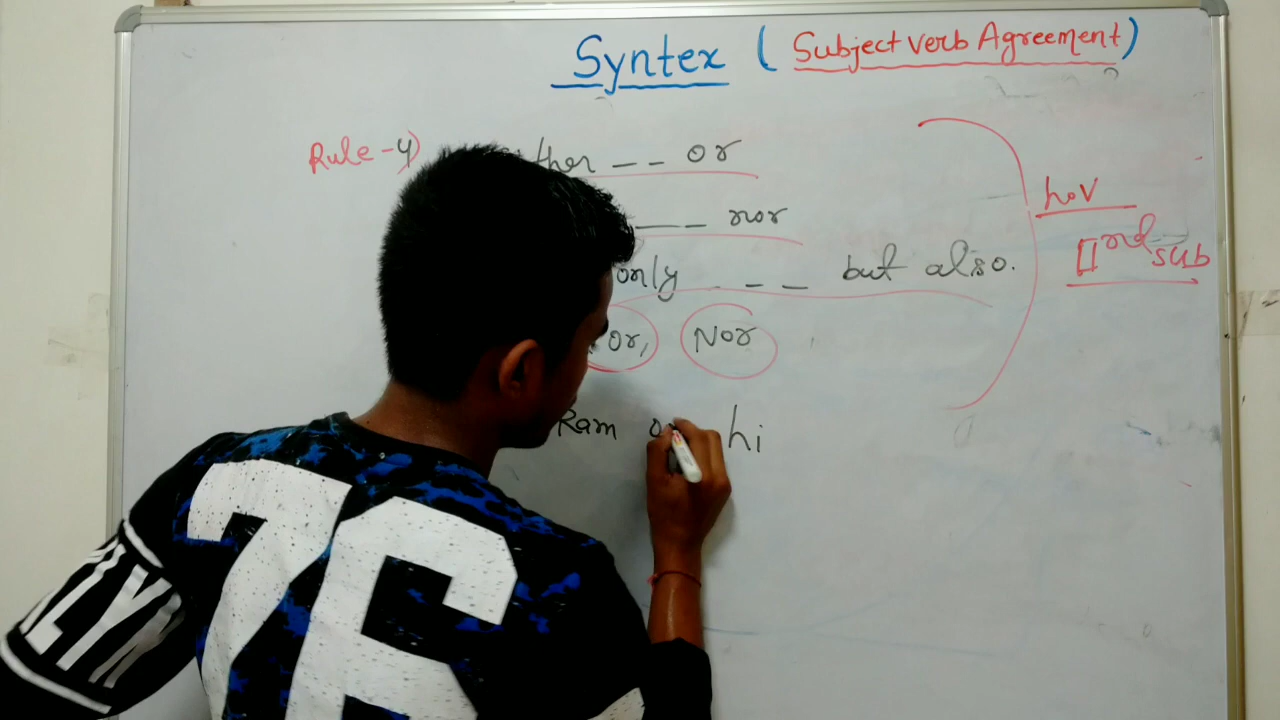 Syntex (Subject verb Agreement)
Rule-4) ther -- or
--- nor
only --- but also.
Or, Nor
hov
IInd sub
Ram hi
76